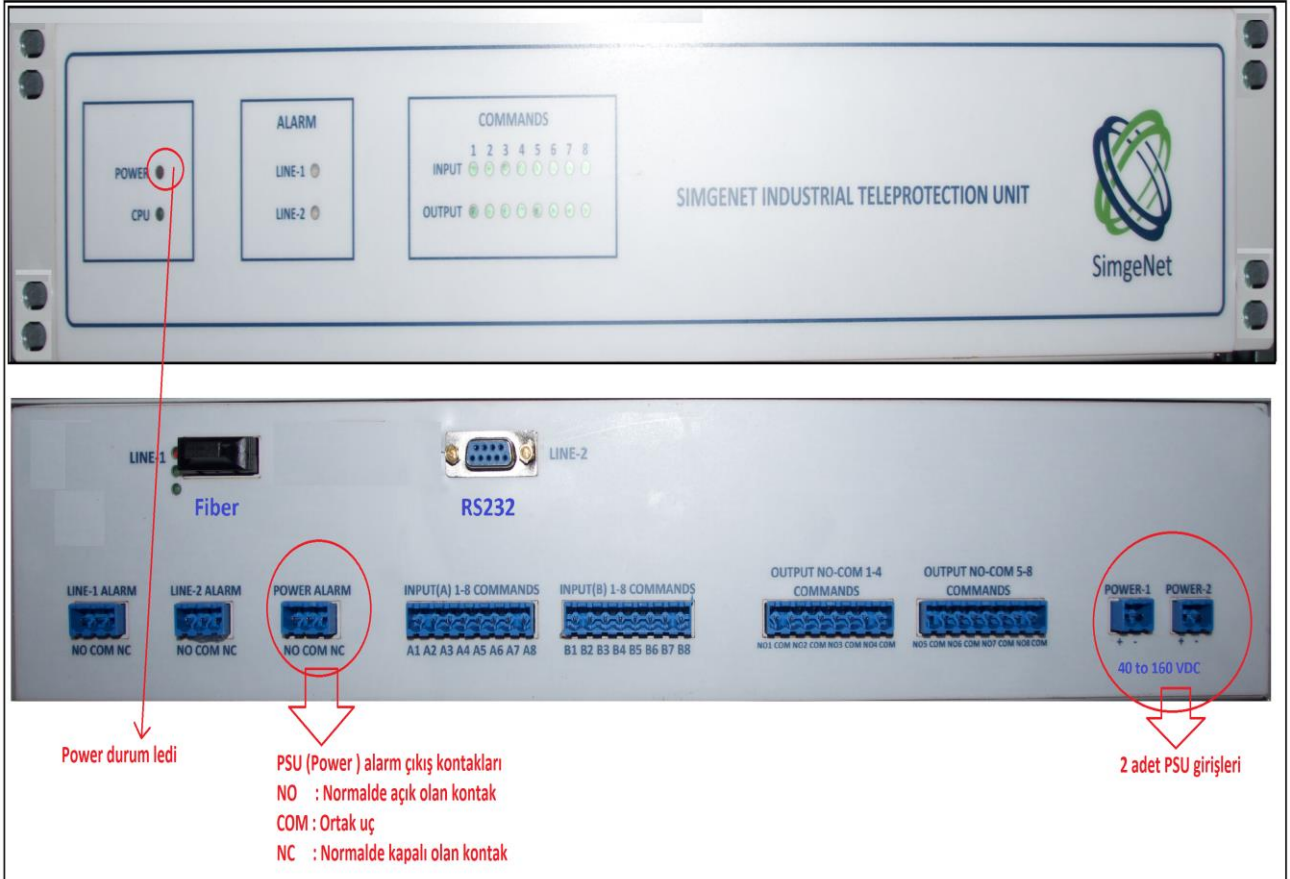 ALARM
COMMANDS
1 2 3 4 5 6 7 8
POWER
LINE-1
INPUT
CPU
LINE-2
OUTPUT
SIMGENET INDUSTRIAL TELEPROTECTION UNIT
SimgeNet
LINE-1
LINE-2
Fiber
RS232
LINE-1 ALARM
NO COM NC
LINE-2 ALARM
NO COM NC
POWER ALARM
NO COM NC
INPUT(A) 1-8 COMMANDS
A1 A2 A3 A4 A5 A6 A7 A8
INPUT(B) 1-8 COMMANDS
B1 B2 B3 B4 B5 B6 B7 B8
OUTPUT NO-COM 1-4
COMMANDS
NO1 COM NO2 COM NO3 COM NO4 COM
OUTPUT NO-COM 5-8
COMMANDS
NO5 COM NO6 COM NO7 COM NO8 COM
POWER-1
+ -
POWER-2
+ -
40 to 160 VDC
Power durum ledi
PSU (Power ) alarm çıkış kontakları
NO : Normalde açık olan kontak
COM : Ortak uç
NC : Normalde kapalı olan kontak
2 adet PSU girişleri